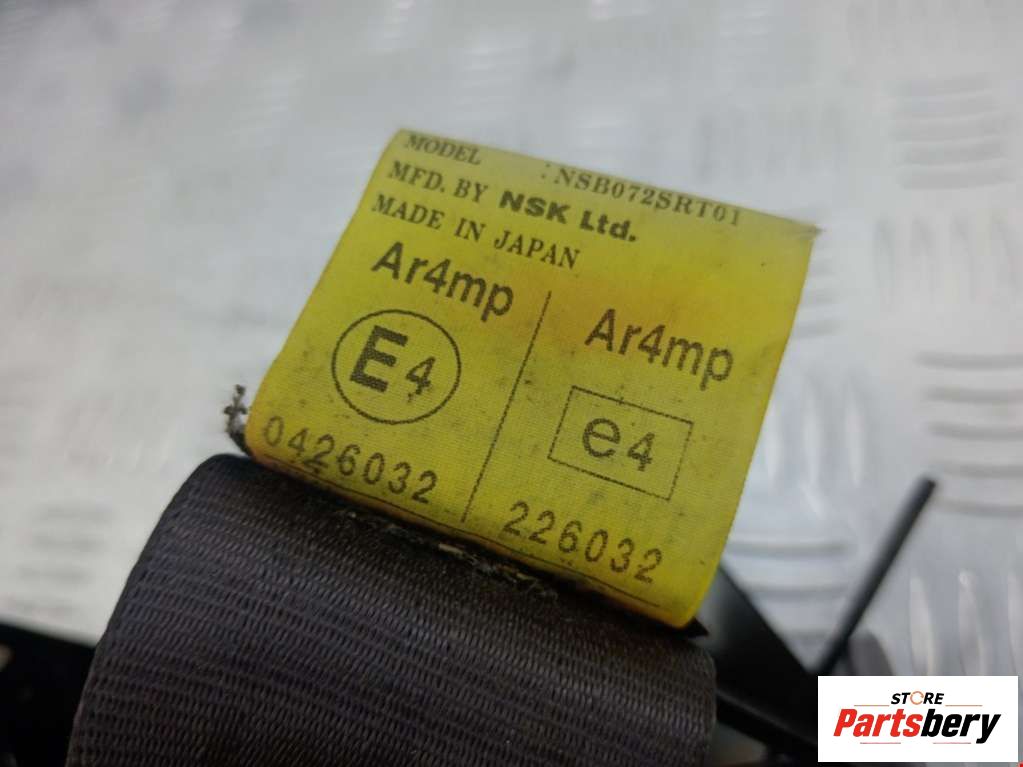 MODEL : NSB072SRT01
MFD. BY NSK Ltd.
MADE IN JAPAN
Ar4mp
E4
0426032
Ar4mp
e4
226032
STORE
Partsbery